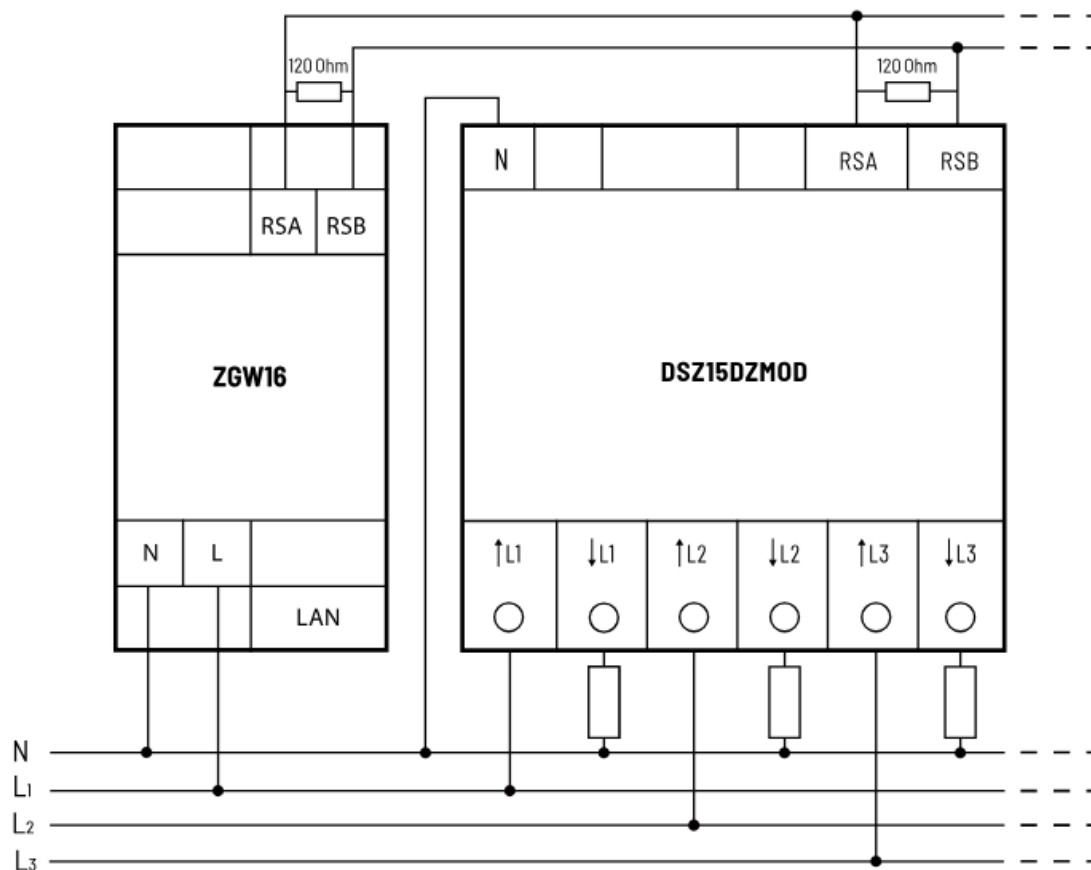 120 Ohm
120 Ohm
N
RSA
RSB
RSA
RSB
ZGW16
DSZ15DZMOD
N
L
↑L1
↓L1
↑L2
↓L2
↑L3
↓L3
LAN
N
L1
L2
L3